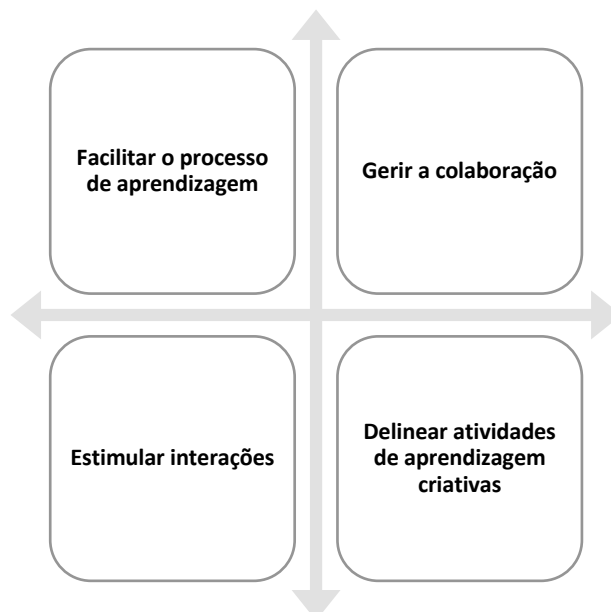 Facilitar o processo
de aprendizagem
Gerir a colaboração
Estimular interações
Delinear atividades
de aprendizagem
criativas